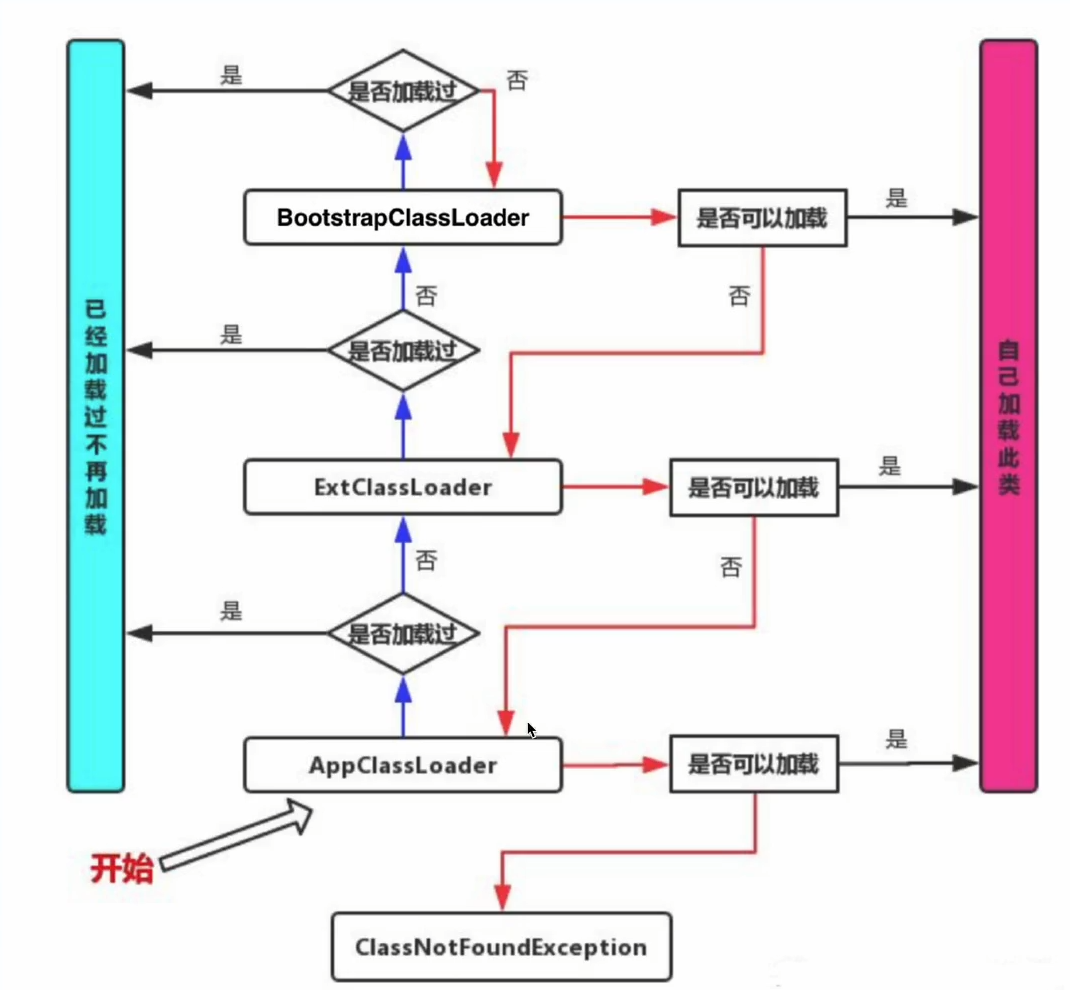 是
是否加载过
否
BootstrapClassLoader
是否可以加载
是
否
否
已经加载过不再加载
是
是否加载过
自己加载此类
ExtClassLoader
是否可以加载
是
否
否
是
是否加载过
AppClassLoader
是否可以加载
是
开始
ClassNotFoundException